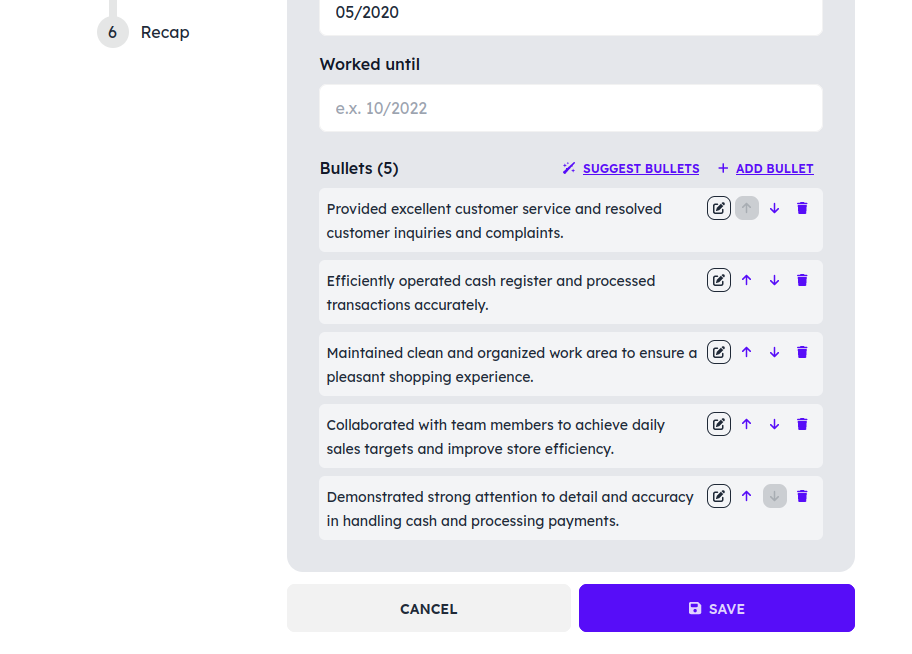 05/2020
6 Recap
Worked until
e.x. 10/2022
Bullets (5) SUGGEST BULLETS + ADD BULLET
Provided excellent customer service and resolved
customer inquiries and complaints.
Efficiently operated cash register and processed
transactions accurately.
Maintained clean and organized work area to ensure a
pleasant shopping experience.
Collaborated with team members to achieve daily
sales targets and improve store efficiency.
Demonstrated strong attention to detail and accuracy
in handling cash and processing payments.
CANCEL SAVE